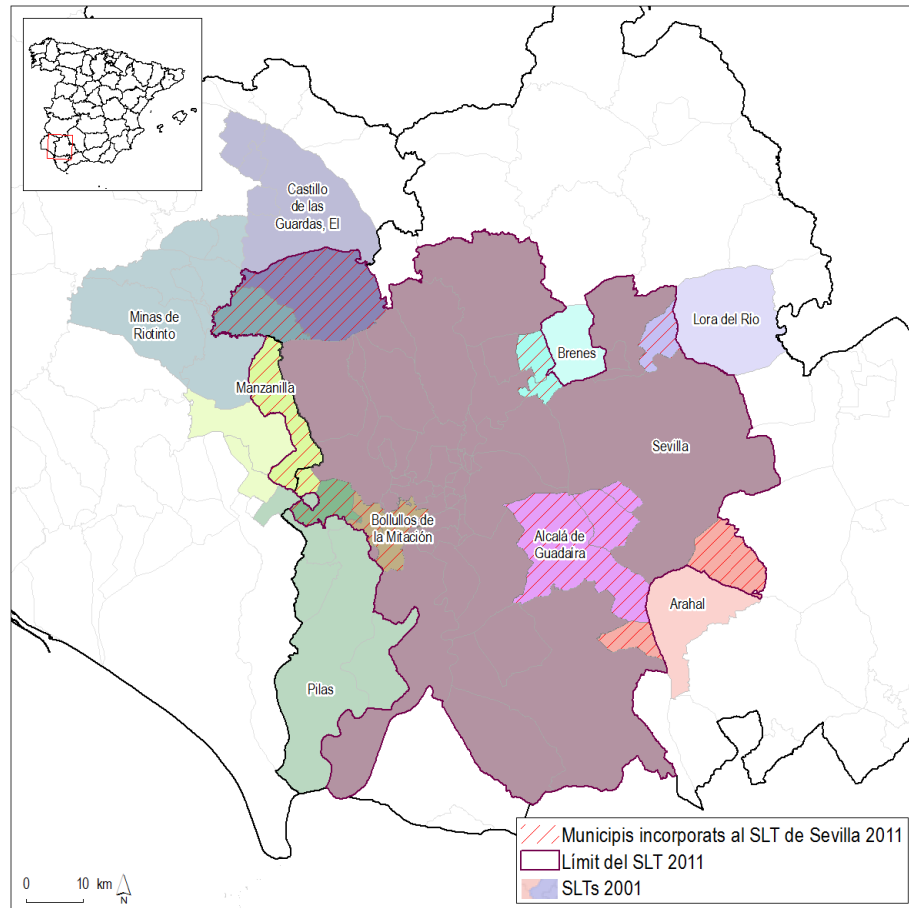 Castillo
de las
Guardas, El
Minas de
Riotinto
Lora del Rio
Brenes
Manzanilla
Sevilla
Bollullos de
la Mitación
Alcalá de
Guadaira
Arahal
Pilas
Municipis incorporats al SLT de Sevilla 2011
Límit del SLT 2011
SLTs 2001
0 10 km
N